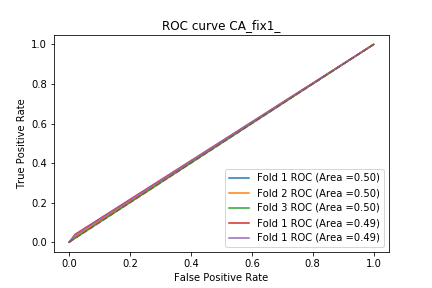 ROC curve CA_fix1_
True Positive Rate
1.0
0.8
0.6
0.4
0.2
0.0
Fold 1 ROC (Area =0.50)
Fold 2 ROC (Area =0.50)
Fold 3 ROC (Area =0.50)
Fold 1 ROC (Area =0.49)
Fold 1 ROC (Area =0.49)
0.0 0.2 0.4 0.6 0.8 1.0
False Positive Rate